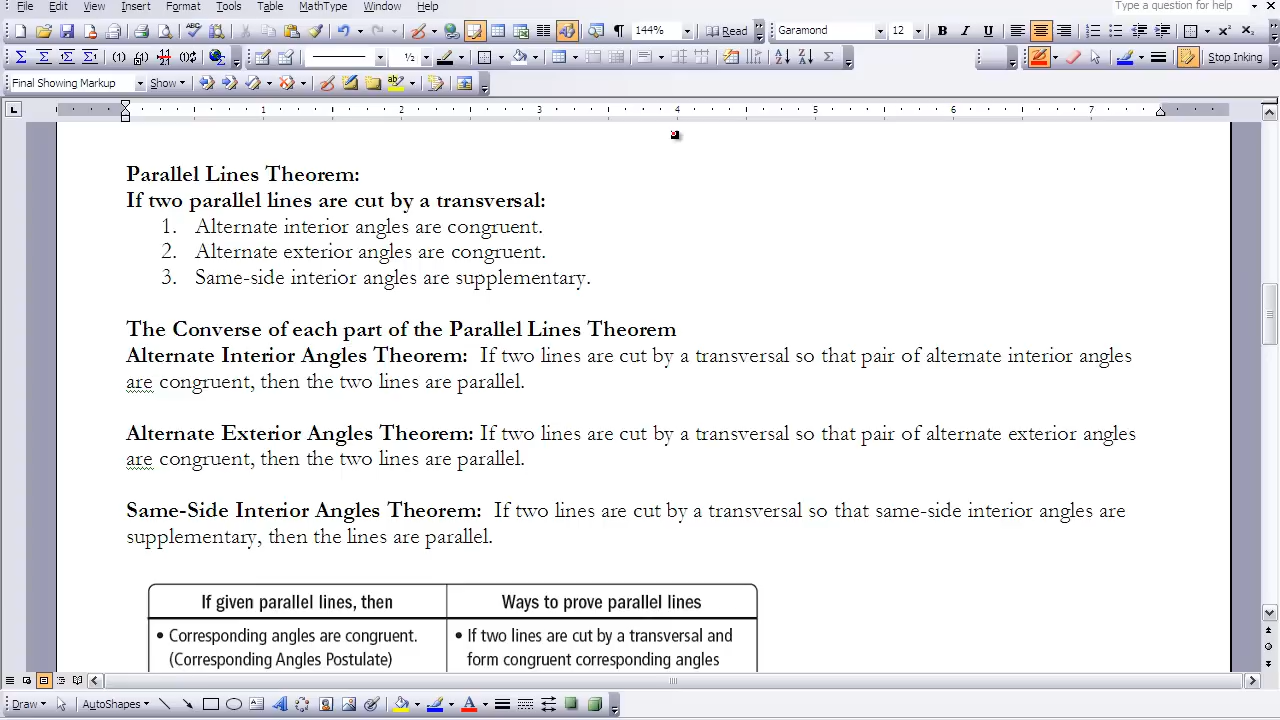 File Edit View Insert Format Tools Table MathType Window Help Type a question for help
144% Read Garamond 12 B I U
½ Stop Inking
Final Showing Markup Show
1 2 3 4 5 6 7
Parallel Lines Theorem:
If two parallel lines are cut by a transversal:
1. Alternate interior angles are congruent.
2. Alternate exterior angles are congruent.
3. Same-side interior angles are supplementary.
The Converse of each part of the Parallel Lines Theorem
Alternate Interior Angles Theorem: If two lines are cut by a transversal so that pair of alternate interior angles
are congruent, then the two lines are parallel.
Alternate Exterior Angles Theorem: If two lines are cut by a transversal so that pair of alternate exterior angles
are congruent, then the two lines are parallel.
Same-Side Interior Angles Theorem: If two lines are cut by a transversal so that same-side interior angles are
supplementary, then the lines are parallel.
If given parallel lines, then Ways to prove parallel lines
• Corresponding angles are congruent. • If two lines are cut by a transversal and
(Corresponding Angles Postulate) form congruent corresponding angles
Draw AutoShapes